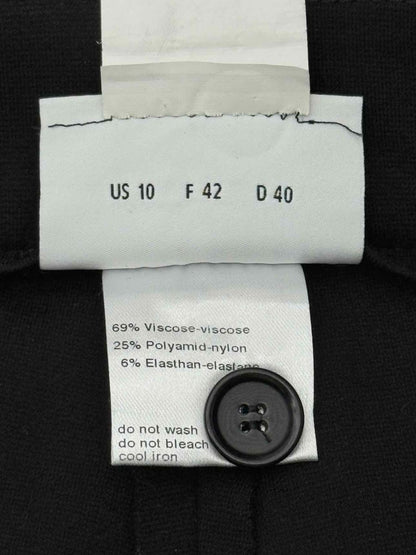 US 10 F 42 D 40
69% Viscose-viscose
25% Polyamid-nylon
6% Elasthan-elastane
do not wash
do not bleach
cool iron